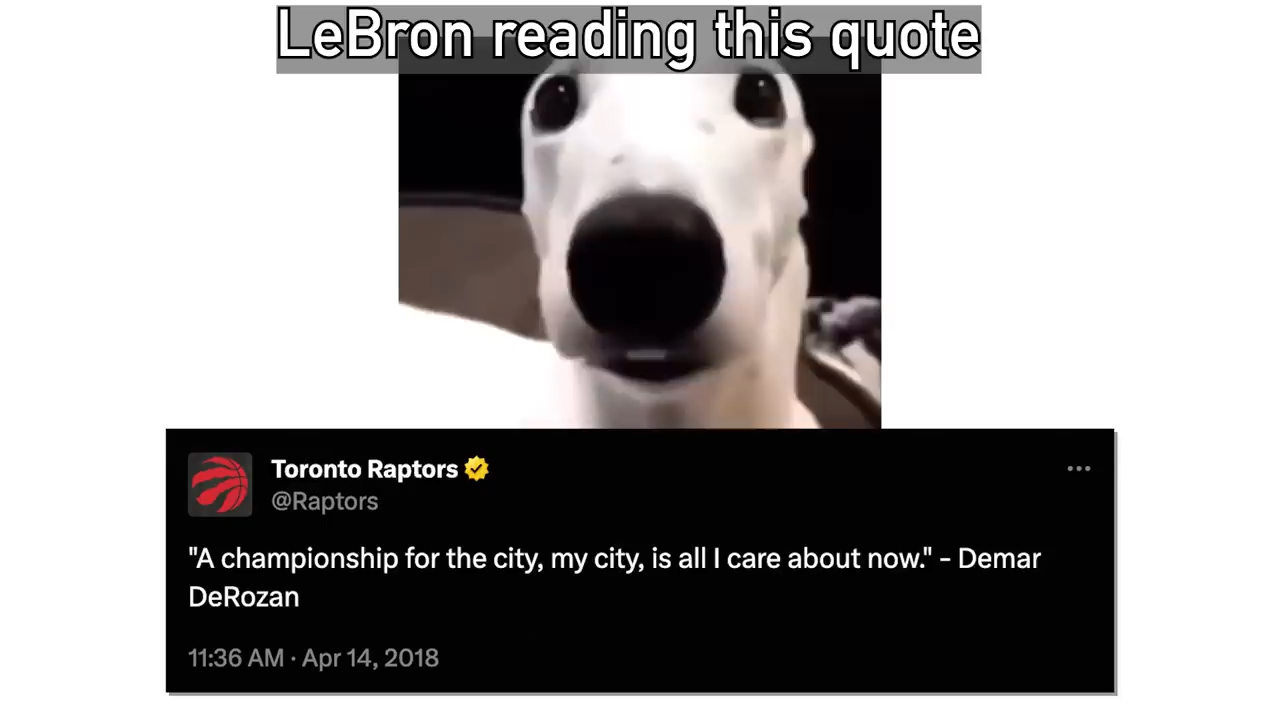 LeBron reading this quote
Toronto Raptors
@Raptors
"A championship for the city, my city, is all I care about now." - Demar
DeRozan
11:36 AM · Apr 14, 2018